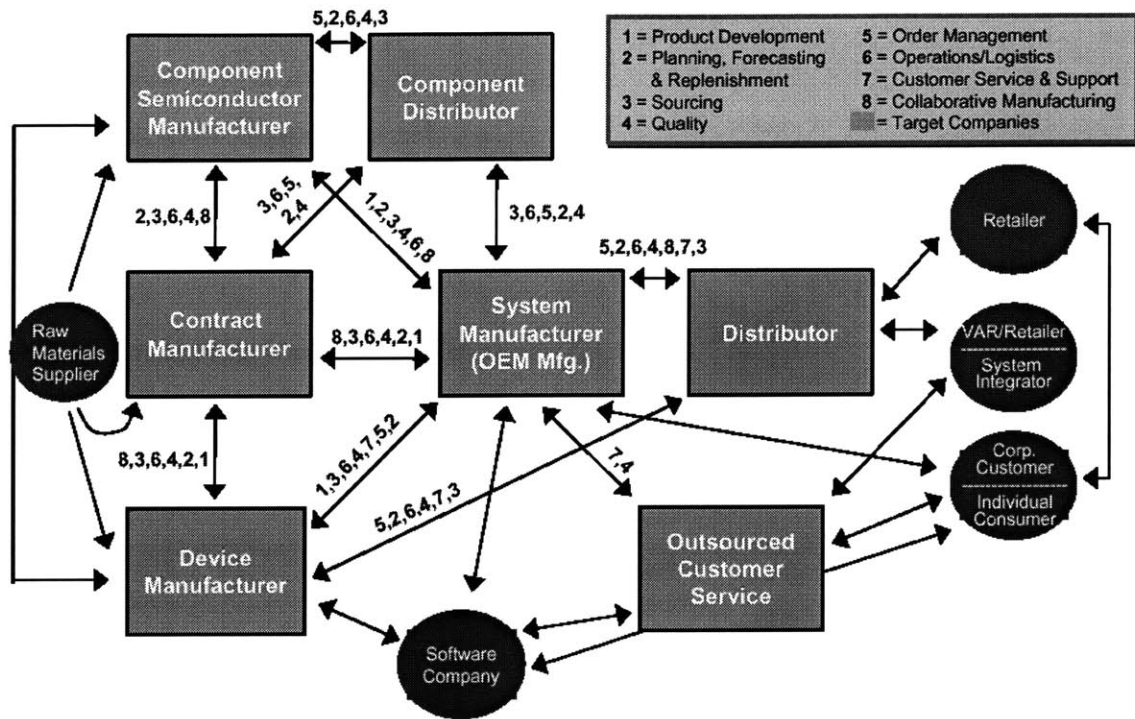 5,2,6,4,3
1 = Product Development
2 = Planning, Forecasting
& Replenishment
3 = Sourcing
4 = Quality
5 = Order Management
6 = Operations/Logistics
7 = Customer Service & Support
8 = Collaborative Manufacturing
= Target Companies
Component
Semiconductor
Manufacturer
Component
Distributor
2,3,6,4,8
3,6,5,
2,4
1,2,3,4,6,8
3,6,5,2,4
5,2,6,4,8,7,3
Retailer
Raw
Materials
Supplier
Contract
Manufacturer
8,3,6,4,2,1
System
Manufacturer
(OEM Mfg.)
Distributor
VAR/Retailer
System
Integrator
8,3,6,4,2,1
1,3,6,4,7,5,2
5,2,6,4,7,3
7,4
Corp.
Customer
Individual
Consumer
Device
Manufacturer
Outsourced
Customer
Service
Software
Company